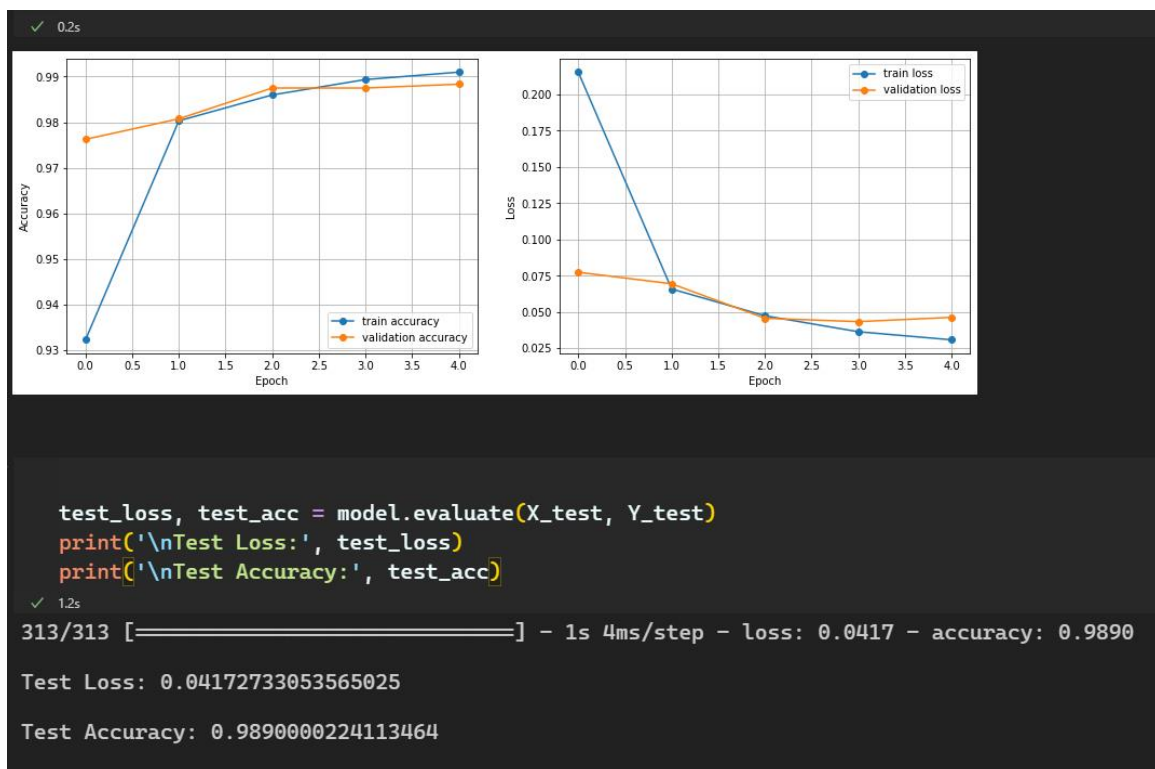 ✓ 0.2s
0.99
0.98
0.97
0.96
0.95
0.94
0.93
Accuracy
train accuracy
validation accuracy
0.0 0.5 1.0 1.5 2.0 2.5 3.0 3.5 4.0
Epoch
0.200
0.175
0.150
0.125
0.100
0.075
0.050
0.025
Loss
train loss
validation loss
0.0 0.5 1.0 1.5 2.0 2.5 3.0 3.5 4.0
Epoch
test_loss, test_acc = model.evaluate(X_test, Y_test)
print('\nTest Loss:', test_loss)
print('\nTest Accuracy:', test_acc)
✓ 1.2s
313/313 [==============================] - 1s 4ms/step - loss: 0.0417 - accuracy: 0.9890
Test Loss: 0.04172733053565025
Test Accuracy: 0.9890000224113464